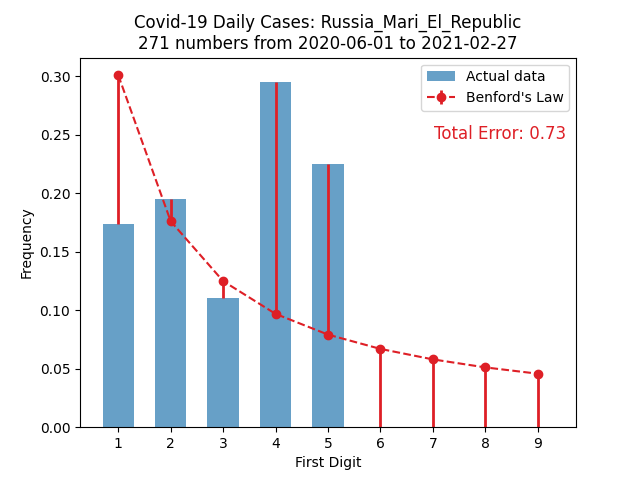 Covid-19 Daily Cases: Russia_Mari_El_Republic
271 numbers from 2020-06-01 to 2021-02-27
Actual data
Benford's Law
Total Error: 0.73
Frequency
0.30
0.25
0.20
0.15
0.10
0.05
0.00
1 2 3 4 5 6 7 8 9
First Digit